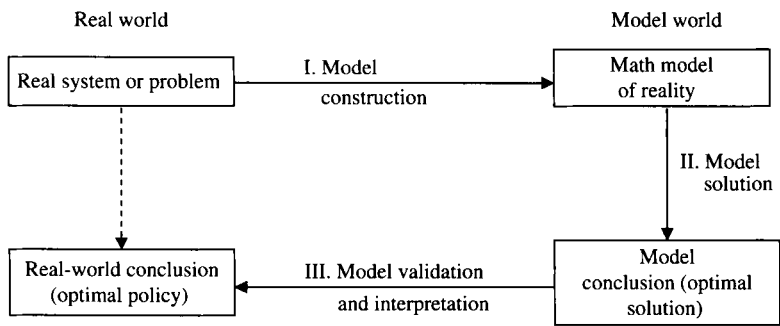 Real world
Model world
Real system or problem
I. Model
construction
Math model
of reality
II. Model
solution
Real-world conclusion
(optimal policy)
III. Model validation
and interpretation
Model
conclusion (optimal
solution)